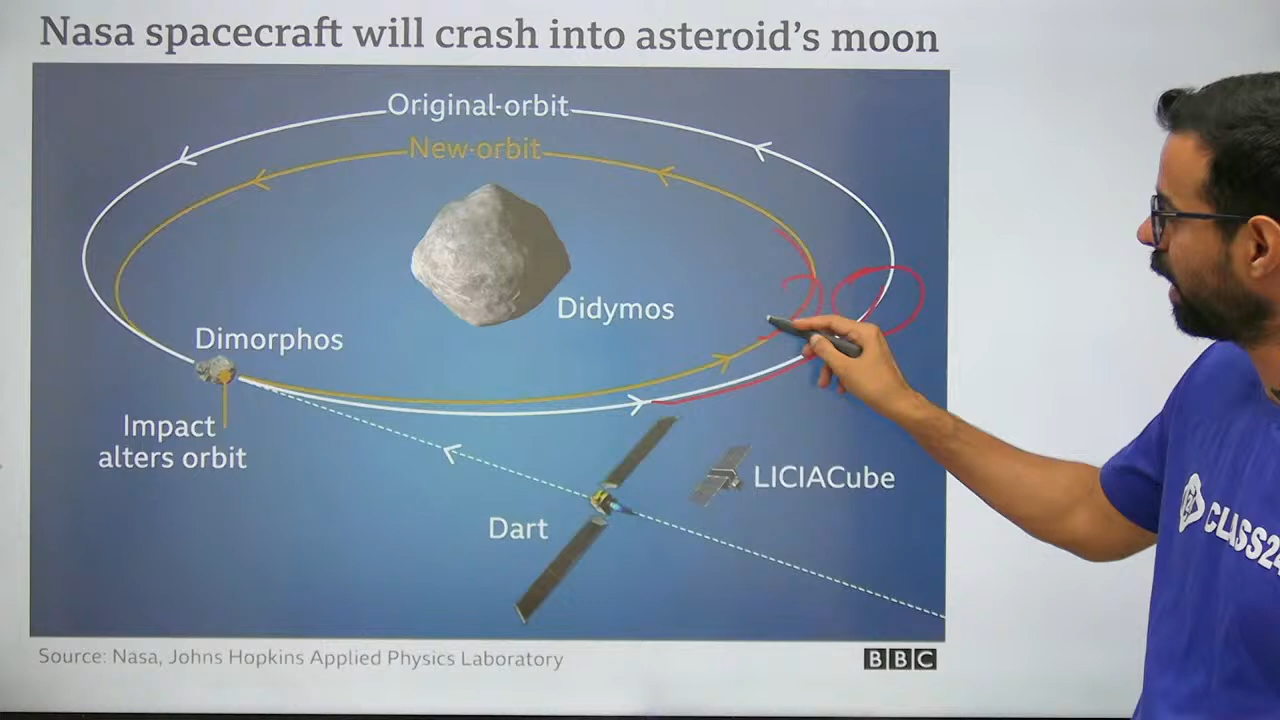 Nasa spacecraft will crash into asteroid's moon
Original orbit
New orbit
Didymos
Dimorphos
Impact
alters orbit
LICIACube
Dart
Source: Nasa, Johns Hopkins Applied Physics Laboratory
BBC
CLASS24